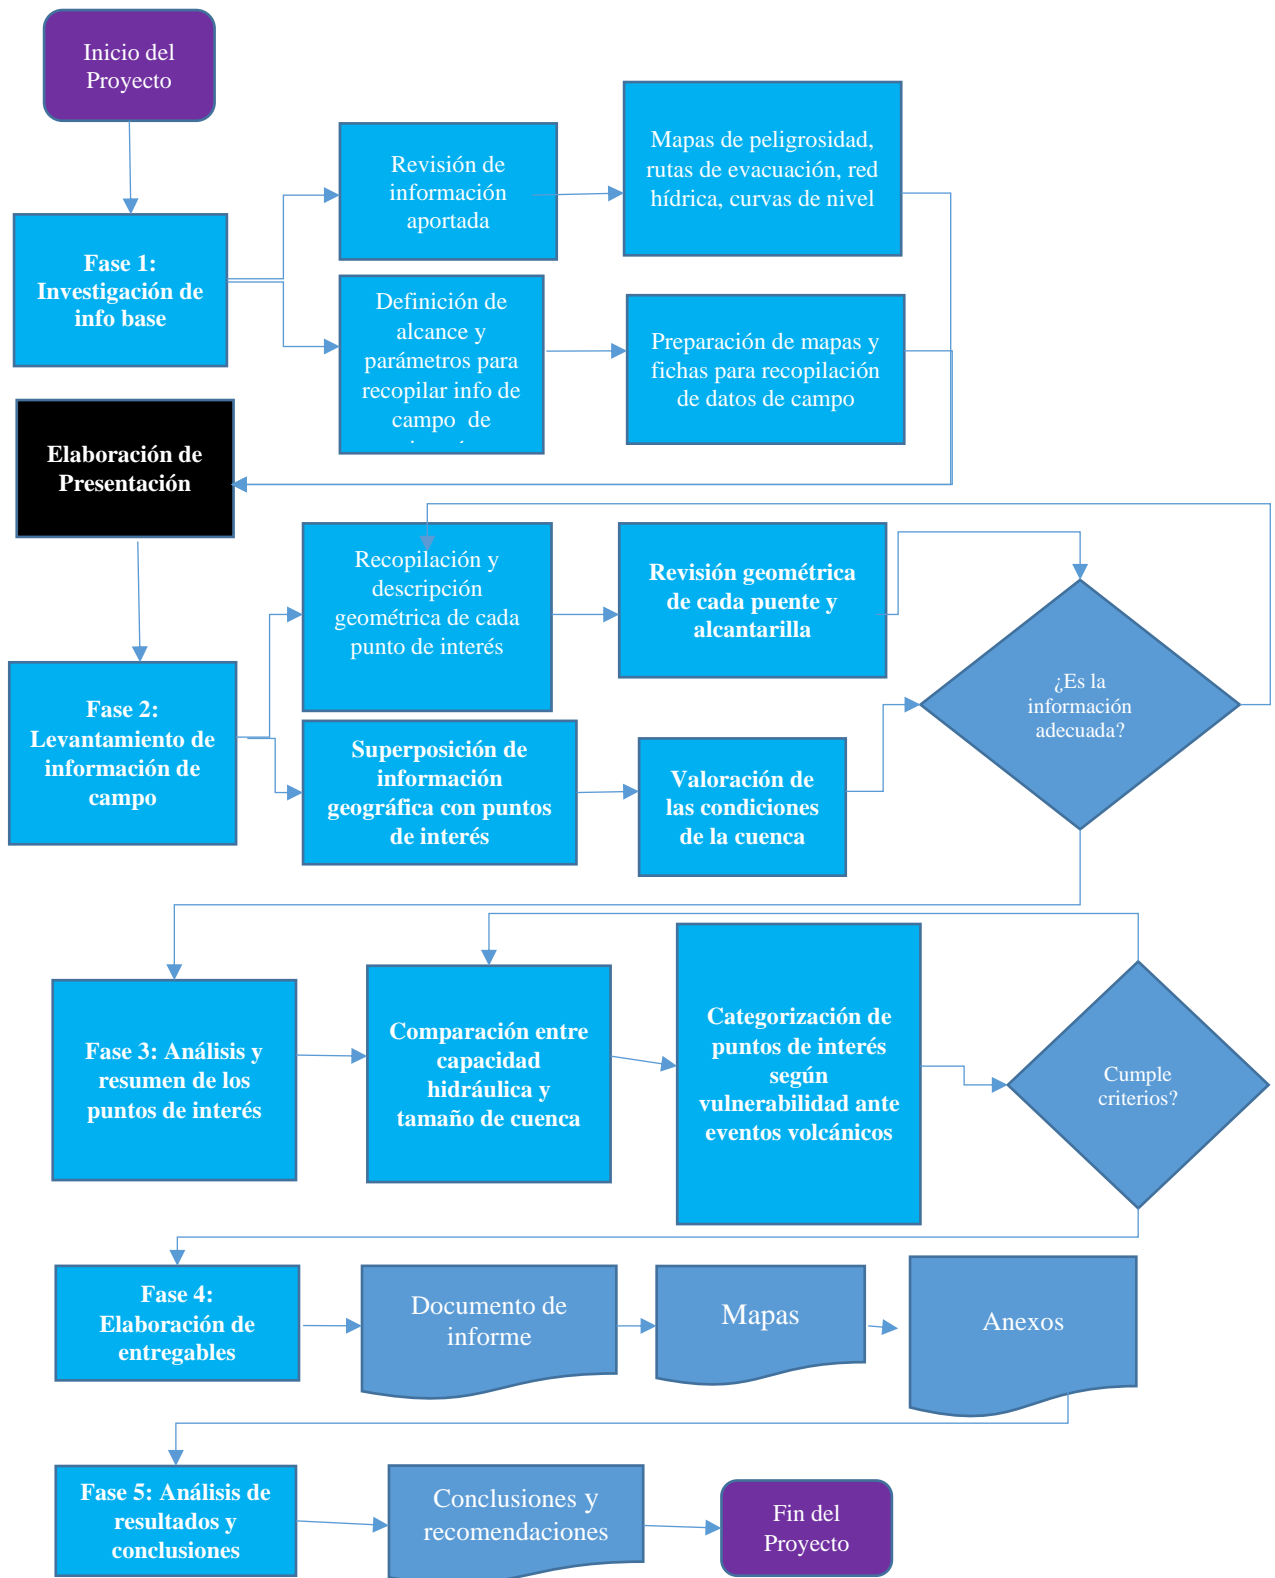 Inicio del
Proyecto
Revisión de
información
aportada
Mapas de peligrosidad,
rutas de evacuación, red
hídrica, curvas de nivel
Fase 1:
Investigación de
info base
Definición de
alcance y
parámetros para
recopilar info de
campo de
Preparación de mapas y
fichas para recopilación
de datos de campo
Elaboración de
Presentación
Recopilación y
descripción
geométrica de cada
punto de interés
Revisión geométrica
de cada puente y
alcantarilla
¿Es la
información
adecuada?
Fase 2:
Levantamiento de
información de
campo
Superposición de
información
geográfica con puntos
de interés
Valoración de
las condiciones
de la cuenca
Fase 3: Análisis y
resumen de los
puntos de interés
Comparación entre
capacidad
hidráulica y
tamaño de cuenca
Categorización de
puntos de interés
según
vulnerabilidad ante
eventos volcánicos
Cumple
criterios?
Fase 4:
Elaboración de
entregables
Documento de
informe
Mapas
Anexos
Fase 5: Análisis de
resultados y
conclusiones
Conclusiones y
recomendaciones
Fin del
Proyecto